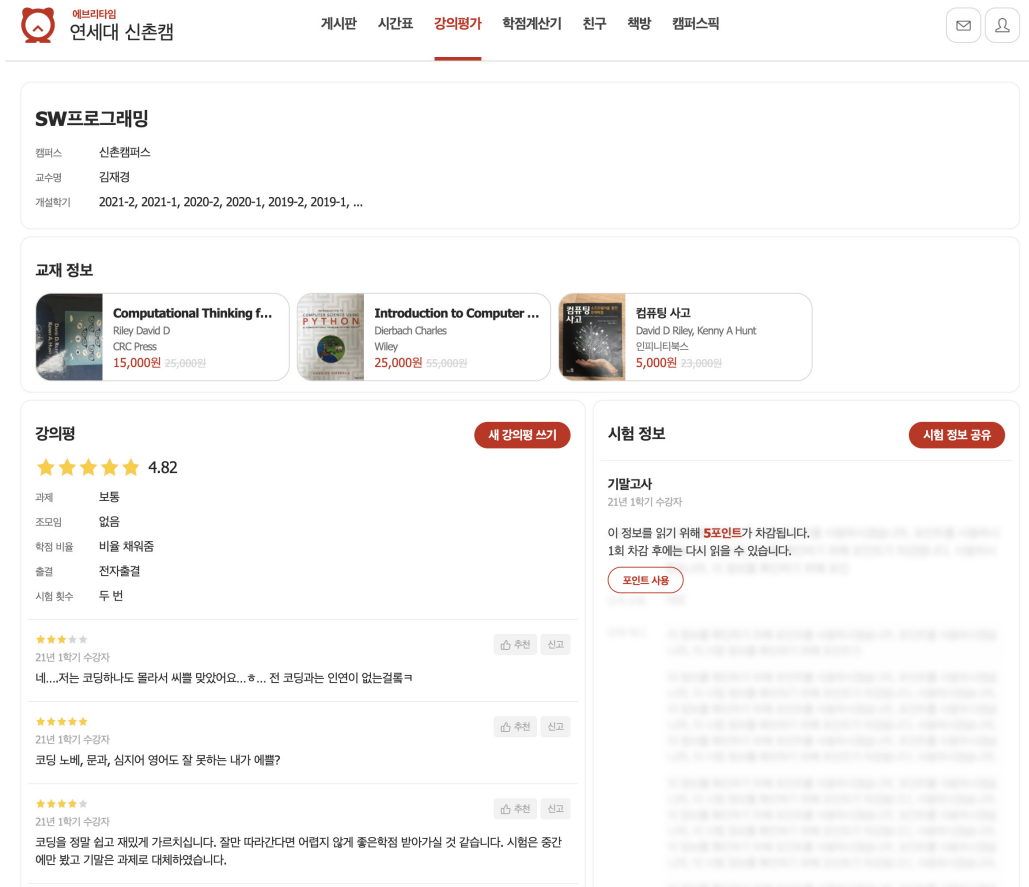 에브리타임
연세대 신촌캠
게시판 시간표 강의평가 학점계산기 친구 책방 캠퍼스픽
SW프로그래밍
캠퍼스 신촌캠퍼스
교수명 김재경
개설학기 2021-2, 2021-1, 2020-2, 2020-1, 2019-2, 2019-1, ...
교재 정보
Computational Thinking f...
Riley David D
CRC Press
15,000원 25,000원
Introduction to Computer ...
Dierbach Charles
Wiley
25,000원 55,000원
컴퓨팅 사고
컴퓨팅 사고
David D Riley, Kenny A Hunt
인피니티북스
5,000원 23,000원
강의평
새 강의평 쓰기
4.82
과제 보통
조모임 없음
학점 비율 비율 채워줌
출결 전자출결
시험 횟수 두 번
21년 1학기 수강자
추천 신고
네....저는 코딩하나도 몰라서 씨쁠 맞았어요...ㅎ... 전 코딩과는 인연이 없는걸룩ㅋ
21년 1학기 수강자
추천 신고
코딩 노베, 문과, 심지어 영어도 잘 못하는 내가 에쁠?
21년 1학기 수강자
추천 신고
코딩을 정말 쉽고 재밌게 가르치십니다. 잘만 따라간다면 어렵지 않게 좋은학점 받아가실 것 같습니다. 시험은 중간
에만 봤고 기말은 과제로 대체하였습니다.
시험 정보
시험 정보 공유
기말고사
21년 1학기 수강자
이 정보를 읽기 위해 5포인트가 차감됩니다.
1회 차감 후에는 다시 읽을 수 있습니다.
포인트 사용